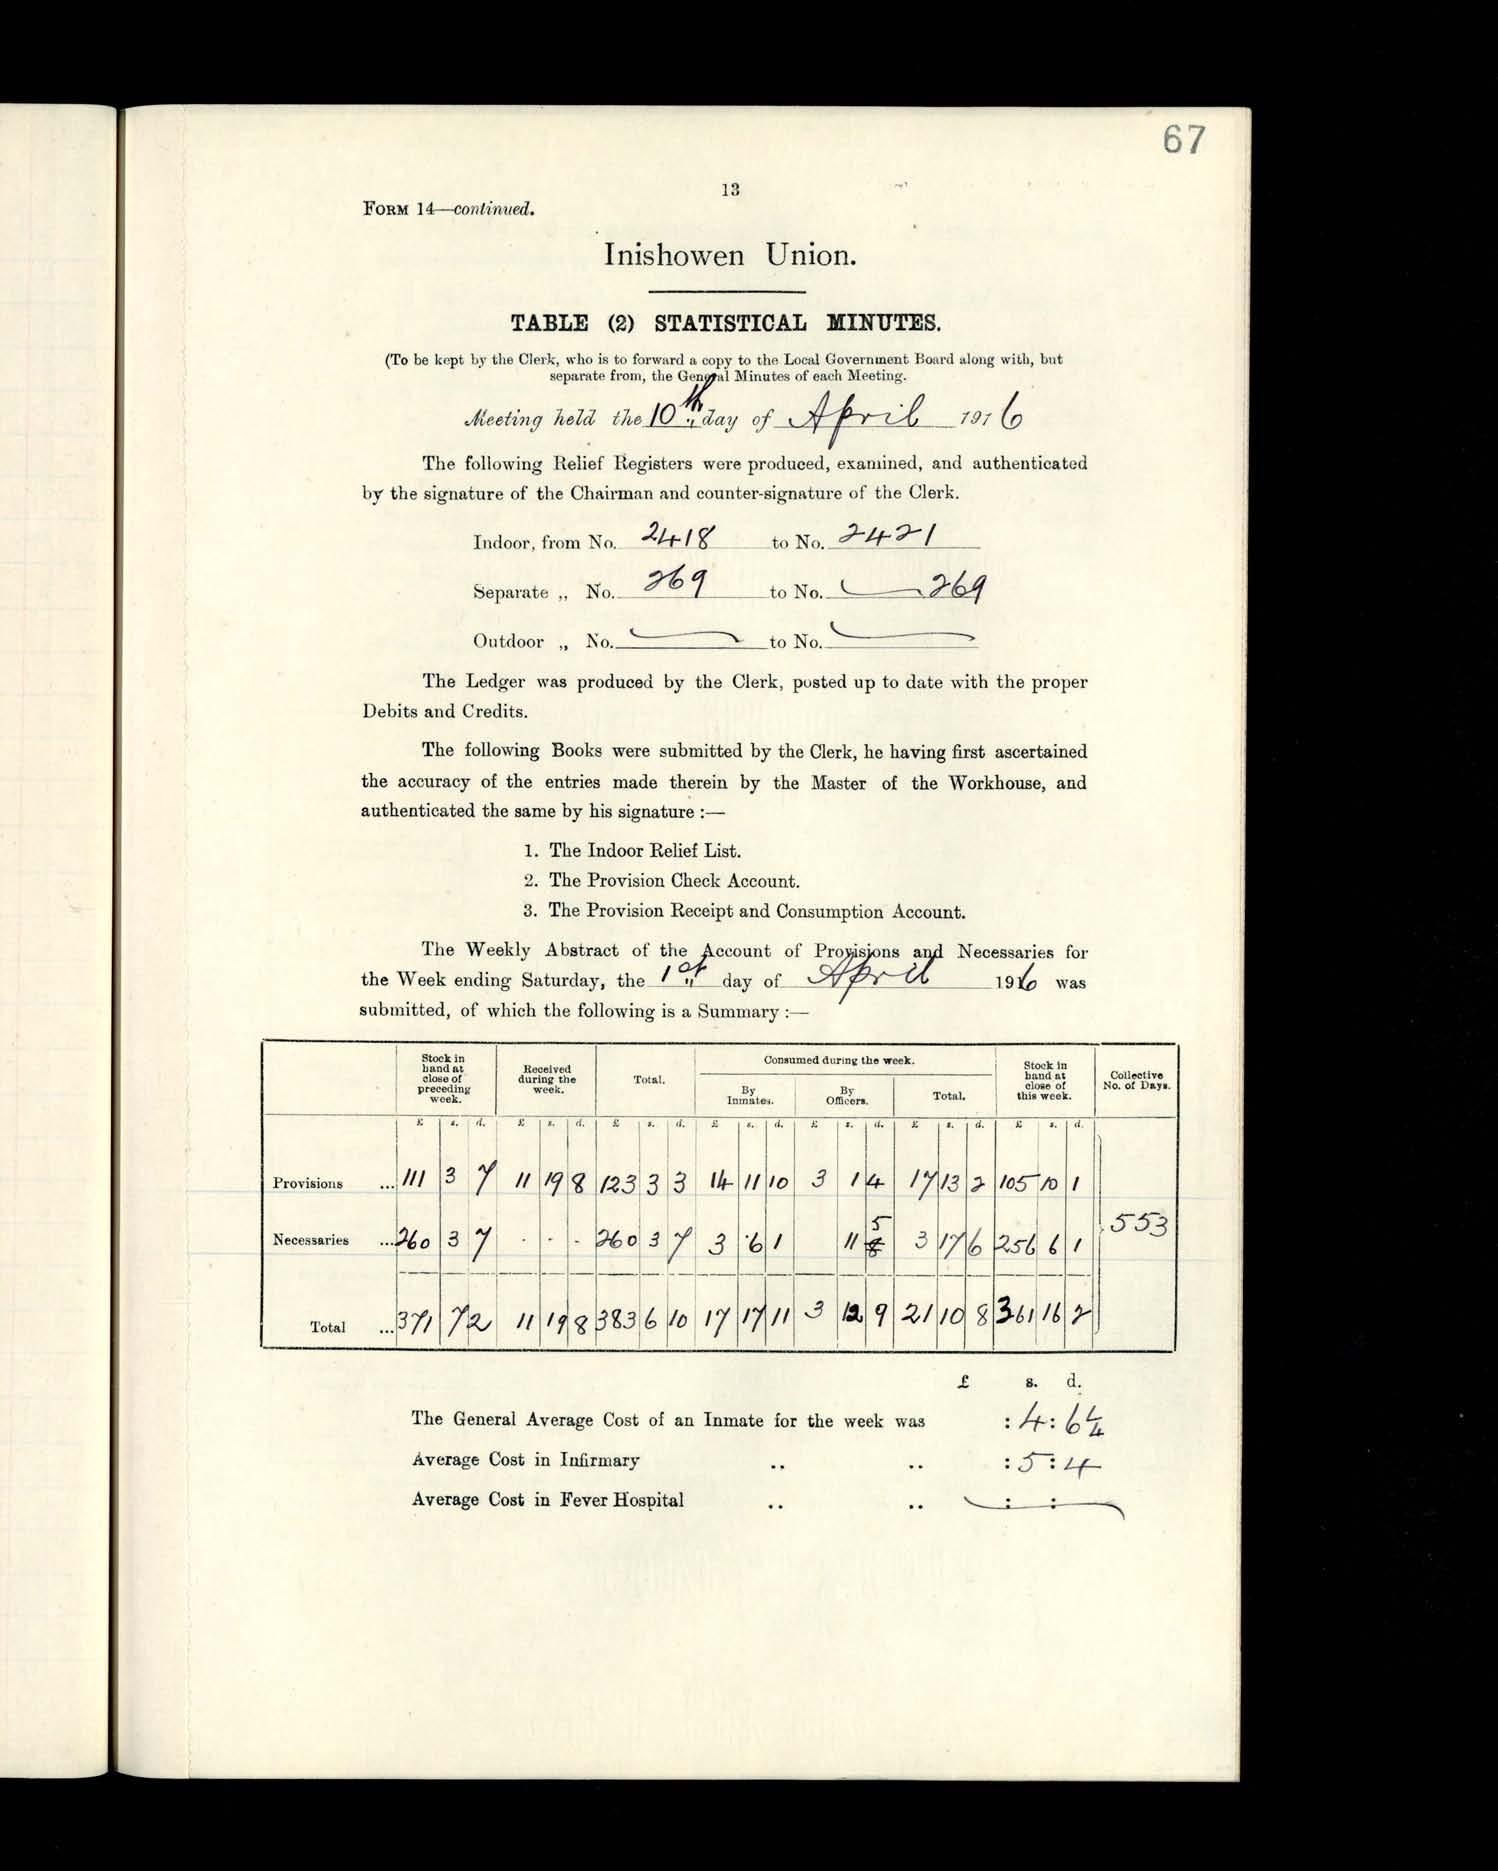 67
13
FORM 14—continued.
Inishowen Union.
TABLE (2) STATISTICAL MINUTES.
(To be kept by the Clerk, who is to forward a copy to the Local Government Board along with, but
separate from, the General Minutes of each Meeting.
Meeting held the 10th day of April 1916
The following Relief Registers were produced, examined, and authenticated
by the signature of the Chairman and counter-signature of the Clerk.
Indoor, from No. 2418 to No. 2421
Separate ,, No. 269 to No. 269
Outdoor ,, No. to No.
The Ledger was produced by the Clerk, posted up to date with the proper
Debits and Credits.
The following Books were submitted by the Clerk, he having first ascertained
the accuracy of the entries made therein by the Master of the Workhouse, and
authenticated the same by his signature :—
1. The Indoor Relief List.
2. The Provision Check Account.
3. The Provision Receipt and Consumption Account.
The Weekly Abstract of the Account of Provisions and Necessaries for
the Week ending Saturday, the 1st day of April 1916 was
submitted, of which the following is a Summary :—
Stock in hand at close of preceding week. Received during the week. Total. Consumed during the week. Stock in hand at close of this week. Collective No. of Days.
By Inmates. By Officers. Total.
£ s. d. £ s. d. £ s. d. £ s. d. £ s. d. £ s. d. £ s. d.
Provisions ... 111 3 7 11 19 8 123 3 3 14 11 10 3 1 4 17 13 2 105 10 1
Necessaries ... 260 3 7 - - - 260 3 7 3 6 1 11 5 3 17 6 256 6 1 553
Total ... 371 7 2 11 19 8 383 6 10 17 17 11 3 12 9 21 10 8 361 16 2
£ s. d.
The General Average Cost of an Inmate for the week was : 4 : 6 1/4
Average Cost in Infirmary .. .. : 5 : 4
Average Cost in Fever Hospital .. .. : :